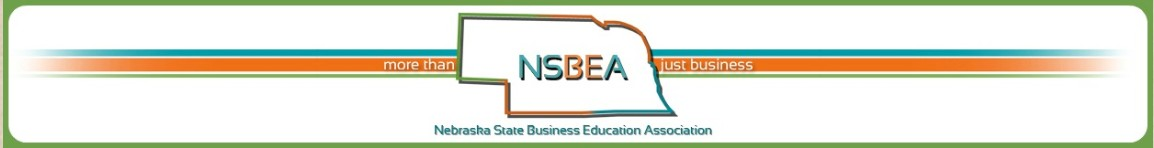 more than NSBEA just business
Nebraska State Business Education Association